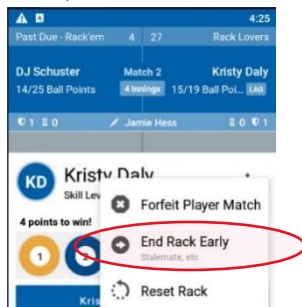 4:25
Past Due - Rack'em 4 27 Rack Lovers
DJ Schuster Match 2 Kristy Daly
14/25 Ball Points 4 Innings 15/19 Ball Poi... LAG
1 0 Jamie Hess 0 1
KD Kristy Daly
Skill Lev
4 points to win!
1 2
Forfeit Player Match
End Rack Early
Stalemate, etc
Reset Rack
Kris